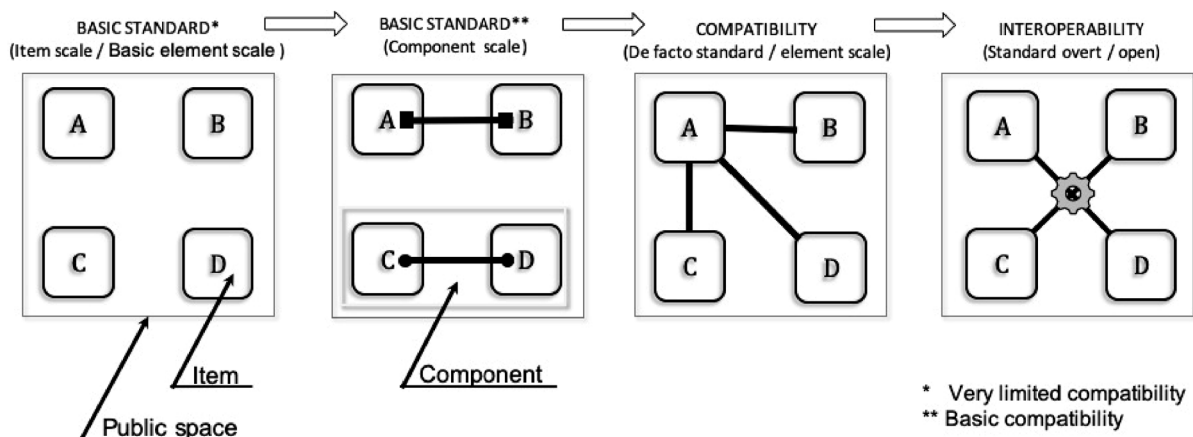 BASIC STANDARD*
(Item scale / Basic element scale )
BASIC STANDARD**
(Component scale)
COMPATIBILITY
(De facto standard / element scale)
INTEROPERABILITY
(Standard overt / open)
A
B
C
D
A
B
C
D
A
B
C
D
A
B
C
D
Item
Public space
Component
* Very limited compatibility
** Basic compatibility